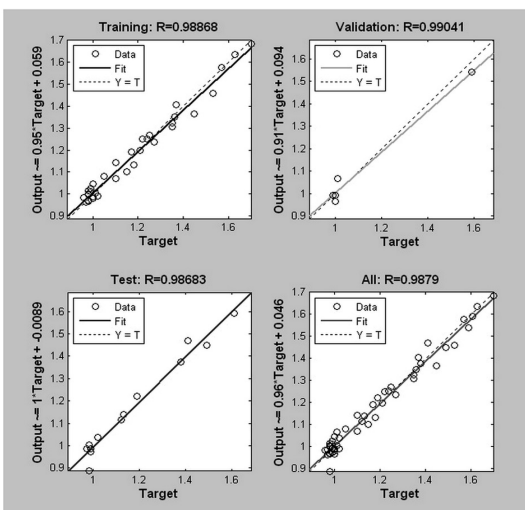 Training: R=0.98868
Output ~= 0.95*Target + 0.059
1.7
1.6
1.5
1.4
1.3
1.2
1.1
1
0.9
Data
Fit
Y = T
1 1.2 1.4 1.6
Target
Validation: R=0.99041
Output ~= 0.91*Target + 0.094
1.6
1.5
1.4
1.3
1.2
1.1
1
0.9
Data
Fit
Y = T
1 1.2 1.4 1.6
Target
Test: R=0.98683
Output ~= 1*Target + -0.0089
1.6
1.5
1.4
1.3
1.2
1.1
1
0.9
Data
Fit
Y = T
1 1.2 1.4 1.6
Target
All: R=0.9879
Output ~= 0.96*Target + 0.046
1.6
1.5
1.4
1.3
1.2
1.1
1
0.9
Data
Fit
Y = T
1 1.2 1.4 1.6
Target